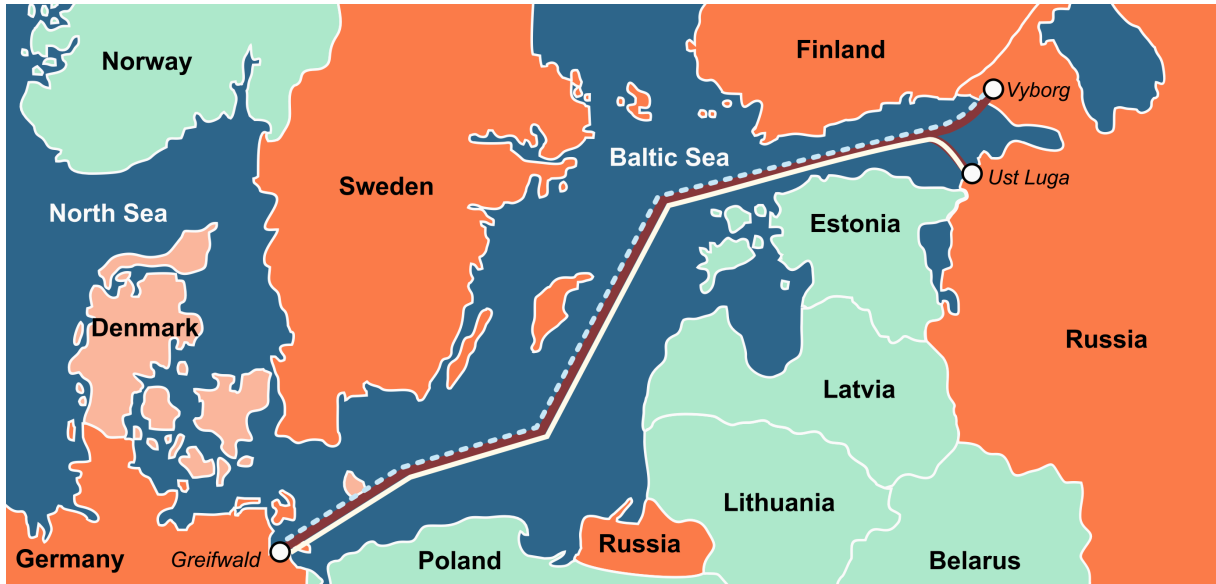 Norway
Finland
Vyborg
Baltic Sea
Sweden
Ust Luga
North Sea
Estonia
Denmark
Russia
Latvia
Lithuania
Russia
Germany
Greifwald
Poland
Belarus